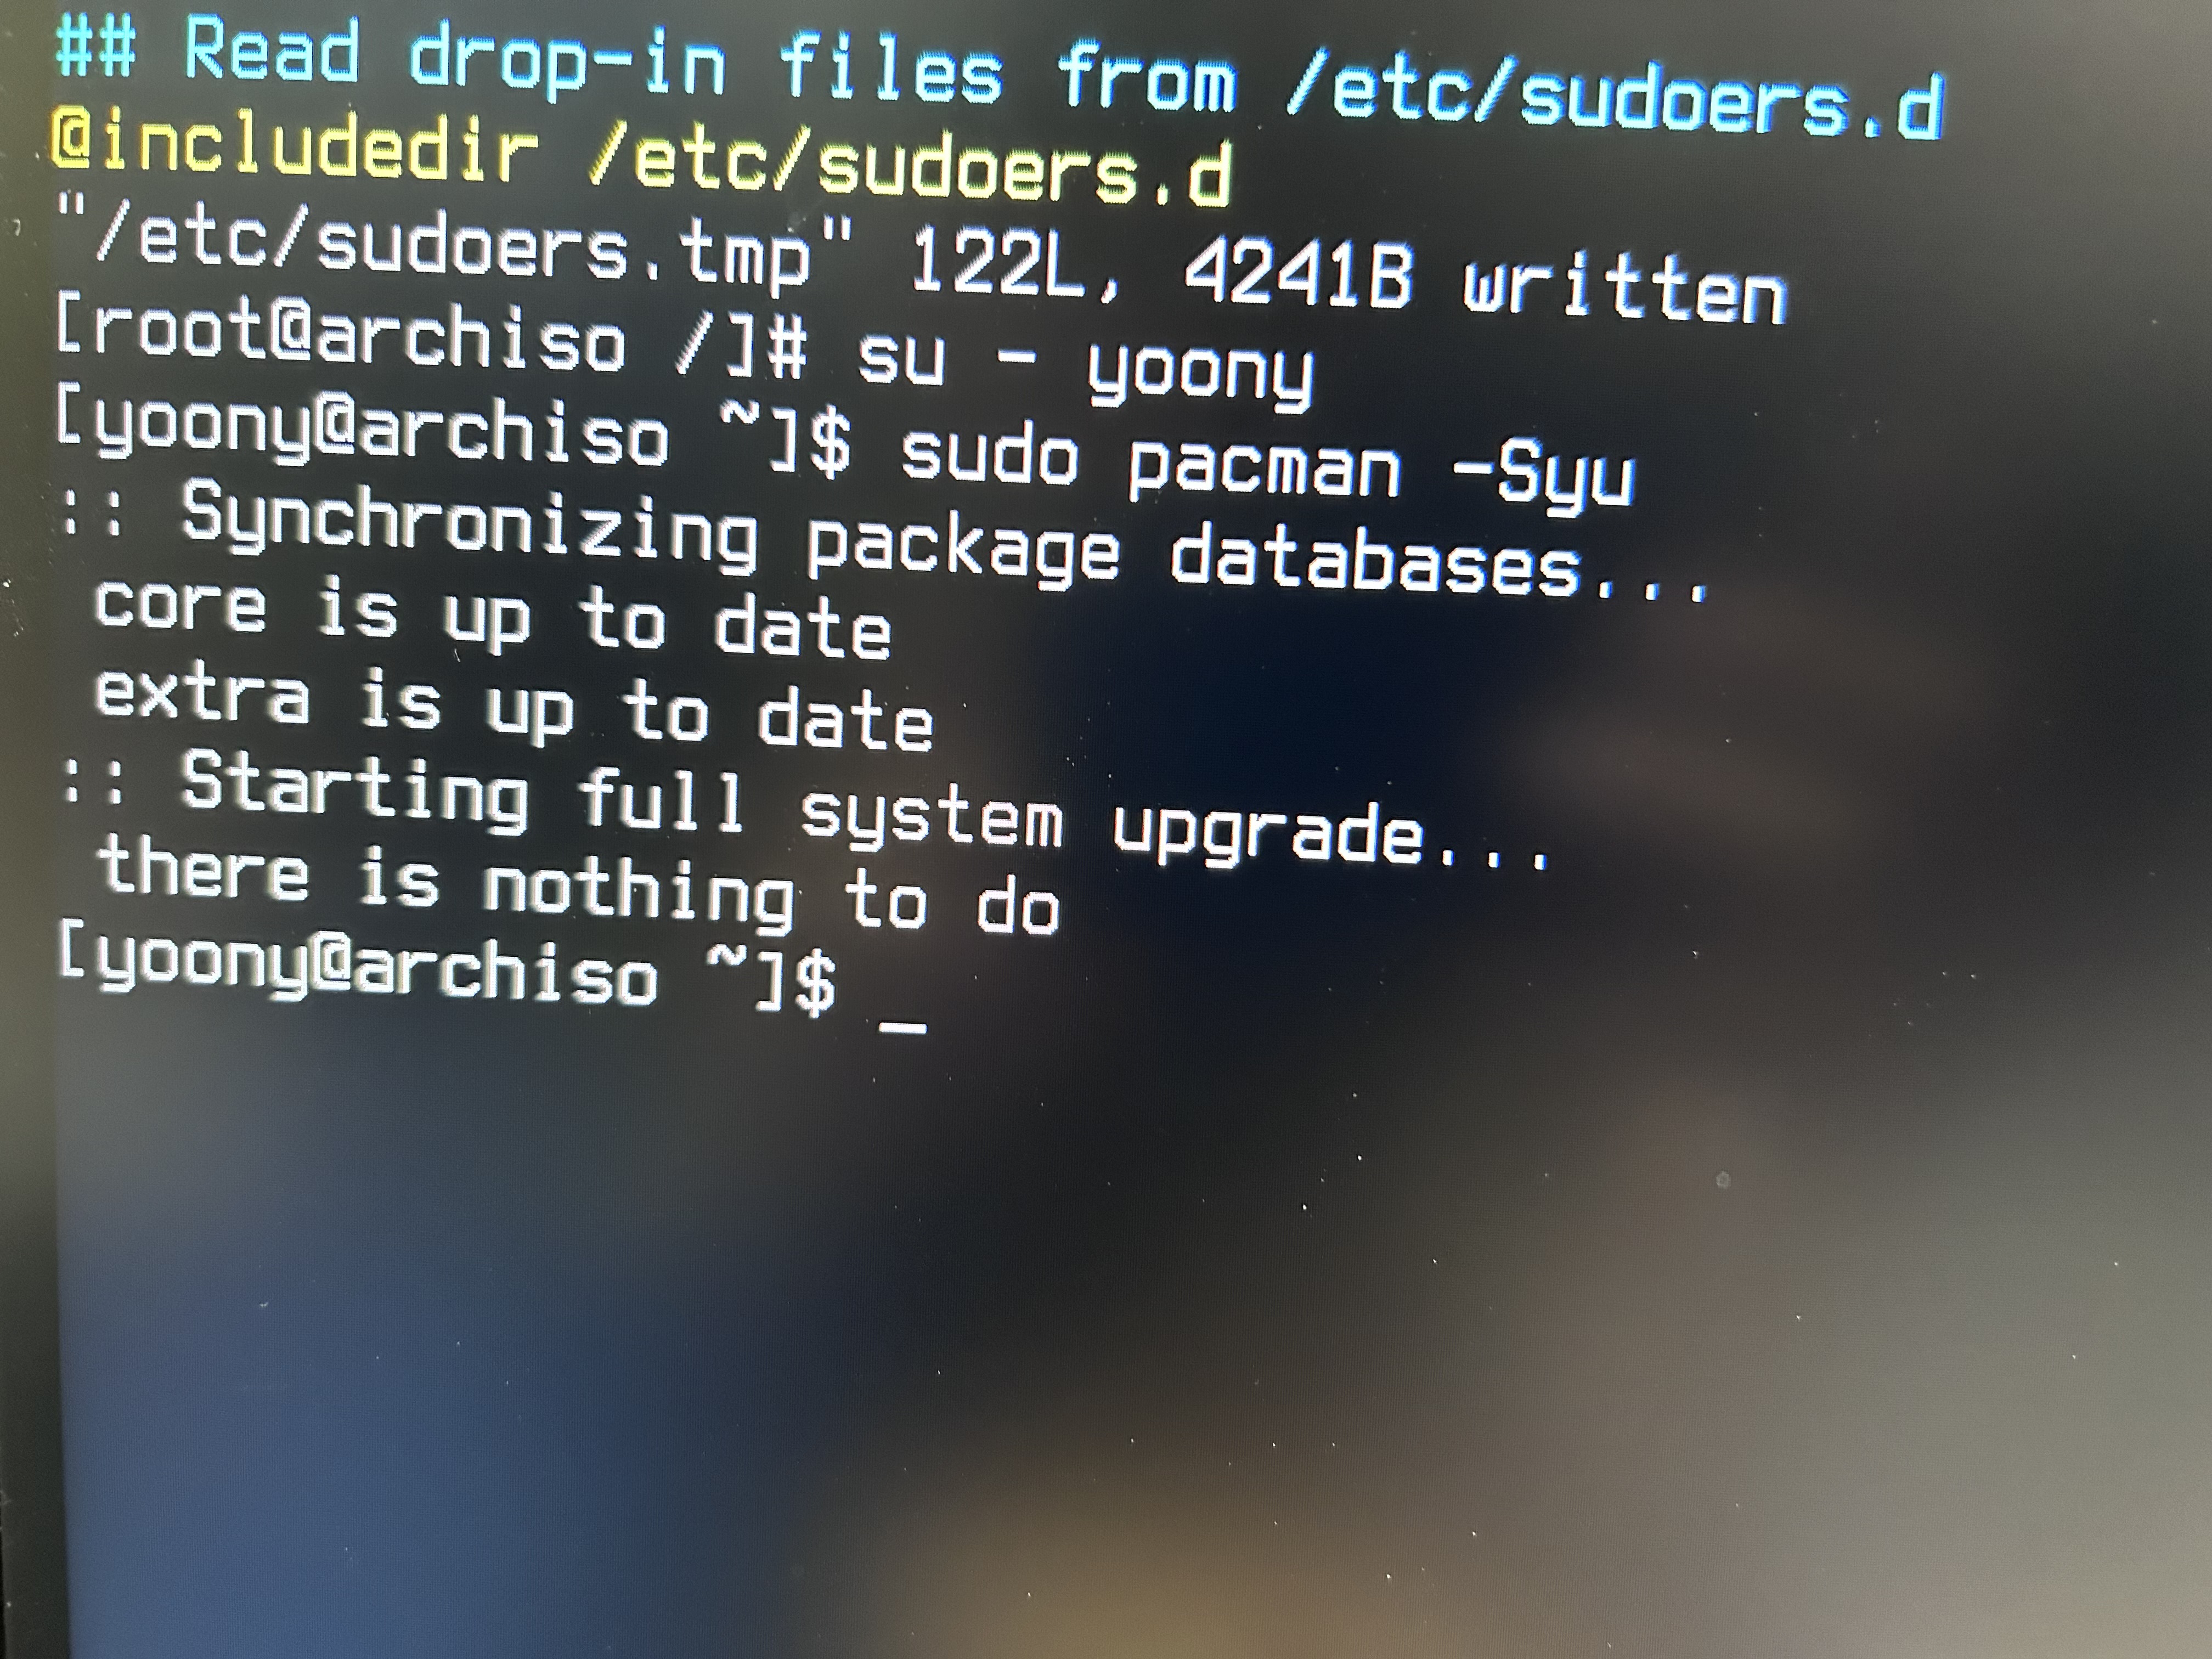 ## Read drop-in files from /etc/sudoers.d
@includedir /etc/sudoers.d
"/etc/sudoers.tmp" 122L, 4241B written
[root@archiso /]# su - yoony
[yoony@archiso ~]$ sudo pacman -Syu
:: Synchronizing package databases...
 core is up to date
 extra is up to date
:: Starting full system upgrade...
 there is nothing to do
[yoony@archiso ~]$ _